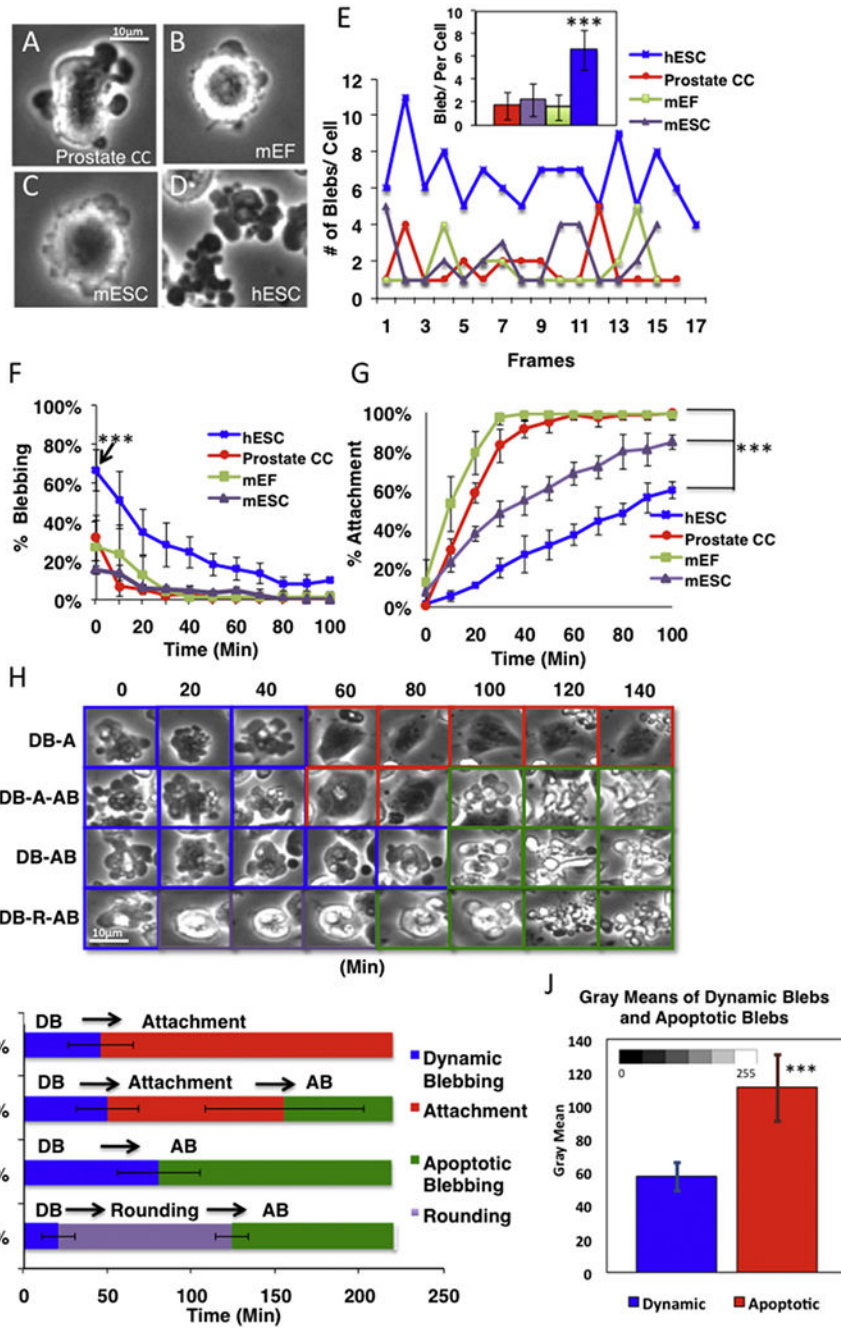 A
10μm
Prostate CC
B
mEF
C
mESC
D
hESC
E
Bleb/ Per Cell
10
8
6
4
2
0
***
hESC
Prostate CC
mEF
mESC
# of Blebs/ Cell
12
10
8
6
4
2
0
1 3 5 7 9 11 13 15 17
Frames
F
% Blebbing
100%
80%
60%
40%
20%
0%
***
hESC
Prostate CC
mEF
mESC
0 20 40 60 80 100
Time (Min)
G
% Attachment
100%
80%
60%
40%
20%
0%
***
hESC
Prostate CC
mEF
mESC
0 20 40 60 80 100
Time (Min)
H
0 20 40 60 80 100 120 140
DB-A
DB-A-AB
DB-AB
DB-R-AB
10μm
(Min)
DB Attachment
%
DB Attachment AB
%
DB AB
%
DB Rounding AB
%
Dynamic
Blebbing
Attachment
Apoptotic
Blebbing
Rounding
0 50 100 150 200 250
Time (Min)
J
Gray Means of Dynamic Blebs
and Apoptotic Blebs
Gray Mean
140
120
100
80
60
40
20
0
0 255
***
Dynamic Apoptotic